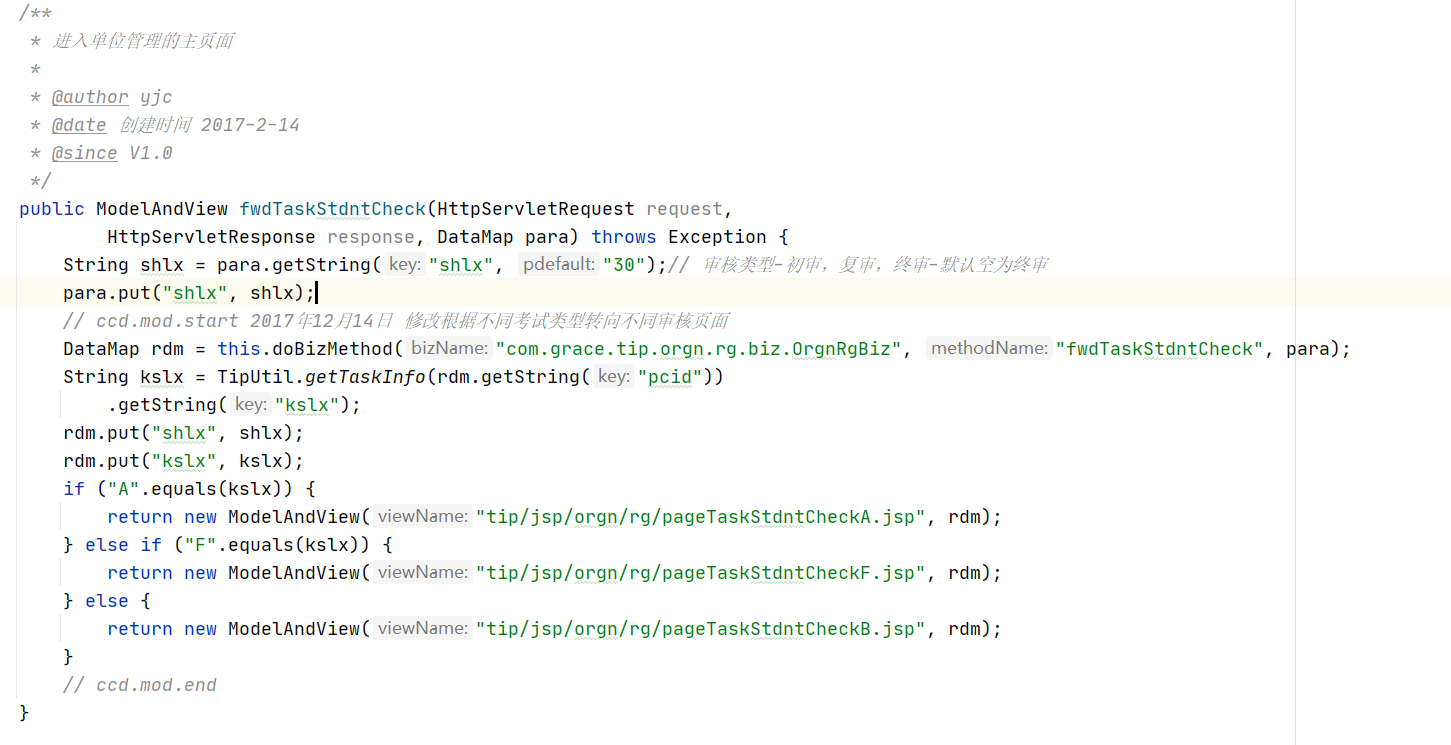 /**
 * 进入单位管理的主页面
 *
 * @author yjc
 * @date 创建时间 2017-2-14
 * @since V1.0
 */
public ModelAndView fwdTaskStdntCheck(HttpServletRequest request,
        HttpServletResponse response, DataMap para) throws Exception {
    String shlx = para.getString( key: "shlx", pdefault: "30");// 审核类型-初审，复审，终审-默认空为终审
    para.put("shlx", shlx);
    // ccd.mod.start 2017年12月14日 修改根据不同考试类型转向不同审核页面
    DataMap rdm = this.doBizMethod( bizName: "com.grace.tip.orgn.rg.biz.OrgnRgBiz", methodName: "fwdTaskStdntCheck", para);
    String kslx = TipUtil.getTaskInfo(rdm.getString( key: "pcid"))
            .getString( key: "kslx");
    rdm.put("shlx", shlx);
    rdm.put("kslx", kslx);
    if ("A".equals(kslx)) {
        return new ModelAndView( viewName: "tip/jsp/orgn/rg/pageTaskStdntCheckA.jsp", rdm);
    } else if ("F".equals(kslx)) {
        return new ModelAndView( viewName: "tip/jsp/orgn/rg/pageTaskStdntCheckF.jsp", rdm);
    } else {
        return new ModelAndView( viewName: "tip/jsp/orgn/rg/pageTaskStdntCheckB.jsp", rdm);
    }
    // ccd.mod.end
}